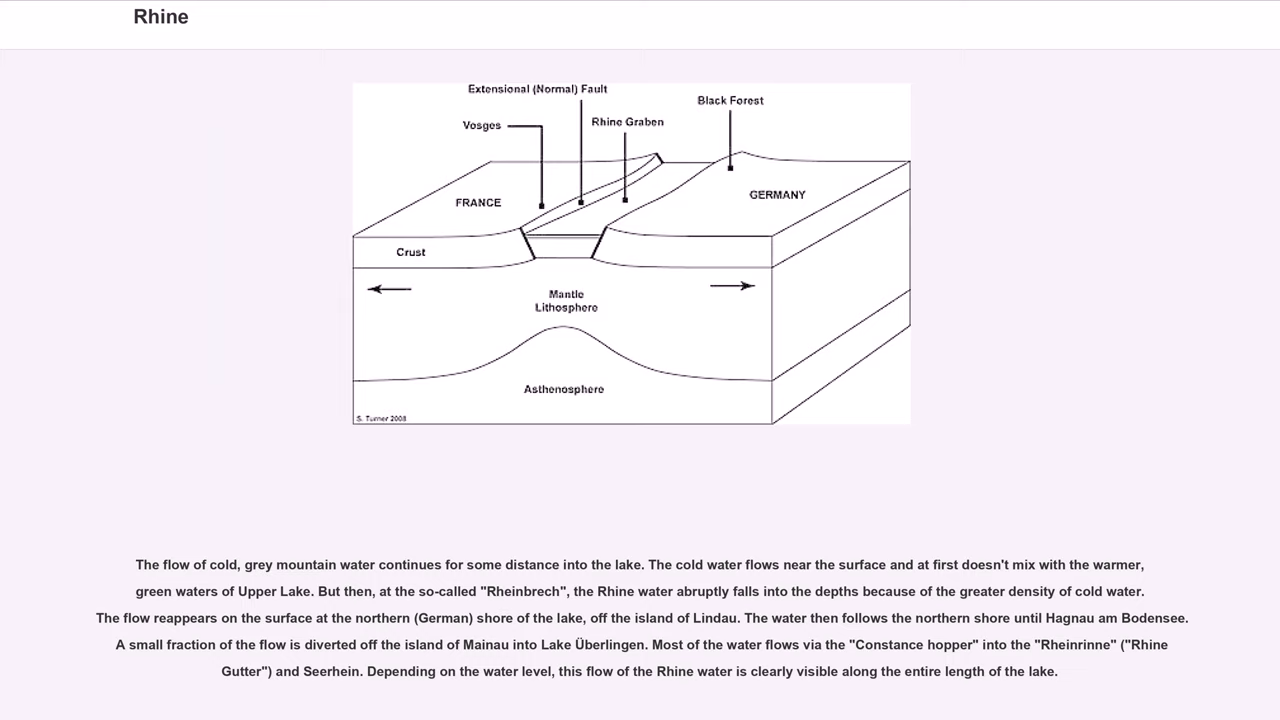 Rhine
Extensional (Normal) Fault
Black Forest
Vosges
Rhine Graben
FRANCE
GERMANY
Crust
Mantle
Lithosphere
Asthenosphere
S. Turner 2008
The flow of cold, grey mountain water continues for some distance into the lake. The cold water flows near the surface and at first doesn't mix with the warmer,
green waters of Upper Lake. But then, at the so-called "Rheinbrech", the Rhine water abruptly falls into the depths because of the greater density of cold water.
The flow reappears on the surface at the northern (German) shore of the lake, off the island of Lindau. The water then follows the northern shore until Hagnau am Bodensee.
A small fraction of the flow is diverted off the island of Mainau into Lake Überlingen. Most of the water flows via the "Constance hopper" into the "Rheinrinne" ("Rhine
Gutter") and Seerhein. Depending on the water level, this flow of the Rhine water is clearly visible along the entire length of the lake.